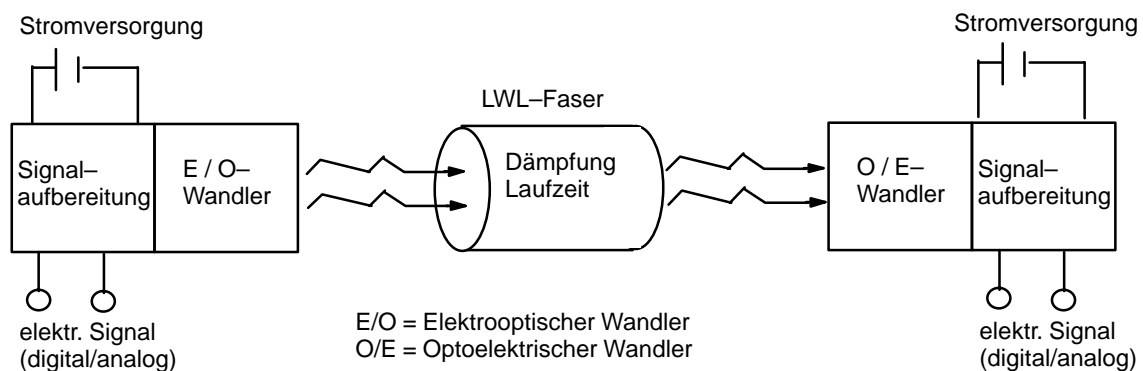 Stromversorgung
Stromversorgung
LWL–Faser
Signal–
aufbereitung
E / O–
Wandler
Dämpfung
Laufzeit
O / E–
Wandler
Signal–
aufbereitung
elektr. Signal
(digital/analog)
E/O = Elektrooptischer Wandler
O/E = Optoelektrischer Wandler
elektr. Signal
(digital/analog)